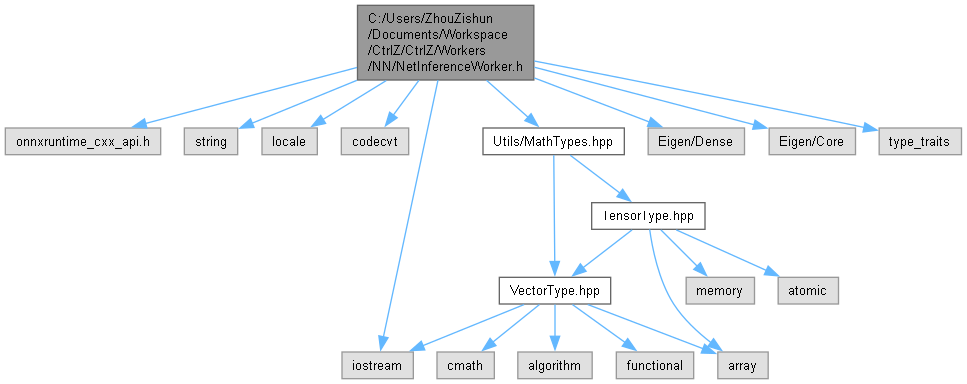 C:/Users/ZhouZishun
/Documents/Workspace
/CtrlZ/CtrlZ/Workers
/NN/NetInferenceWorker.h
onnxruntime_cxx_api.h
string
locale
codecvt
Utils/MathTypes.hpp
Eigen/Dense
Eigen/Core
type_traits
TensorType.hpp
VectorType.hpp
memory
atomic
iostream
cmath
algorithm
functional
array